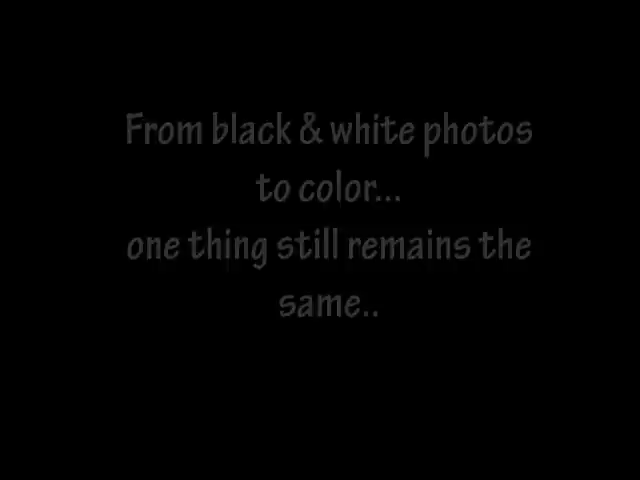 From black & white photos
to color...
one thing still remains the
same..